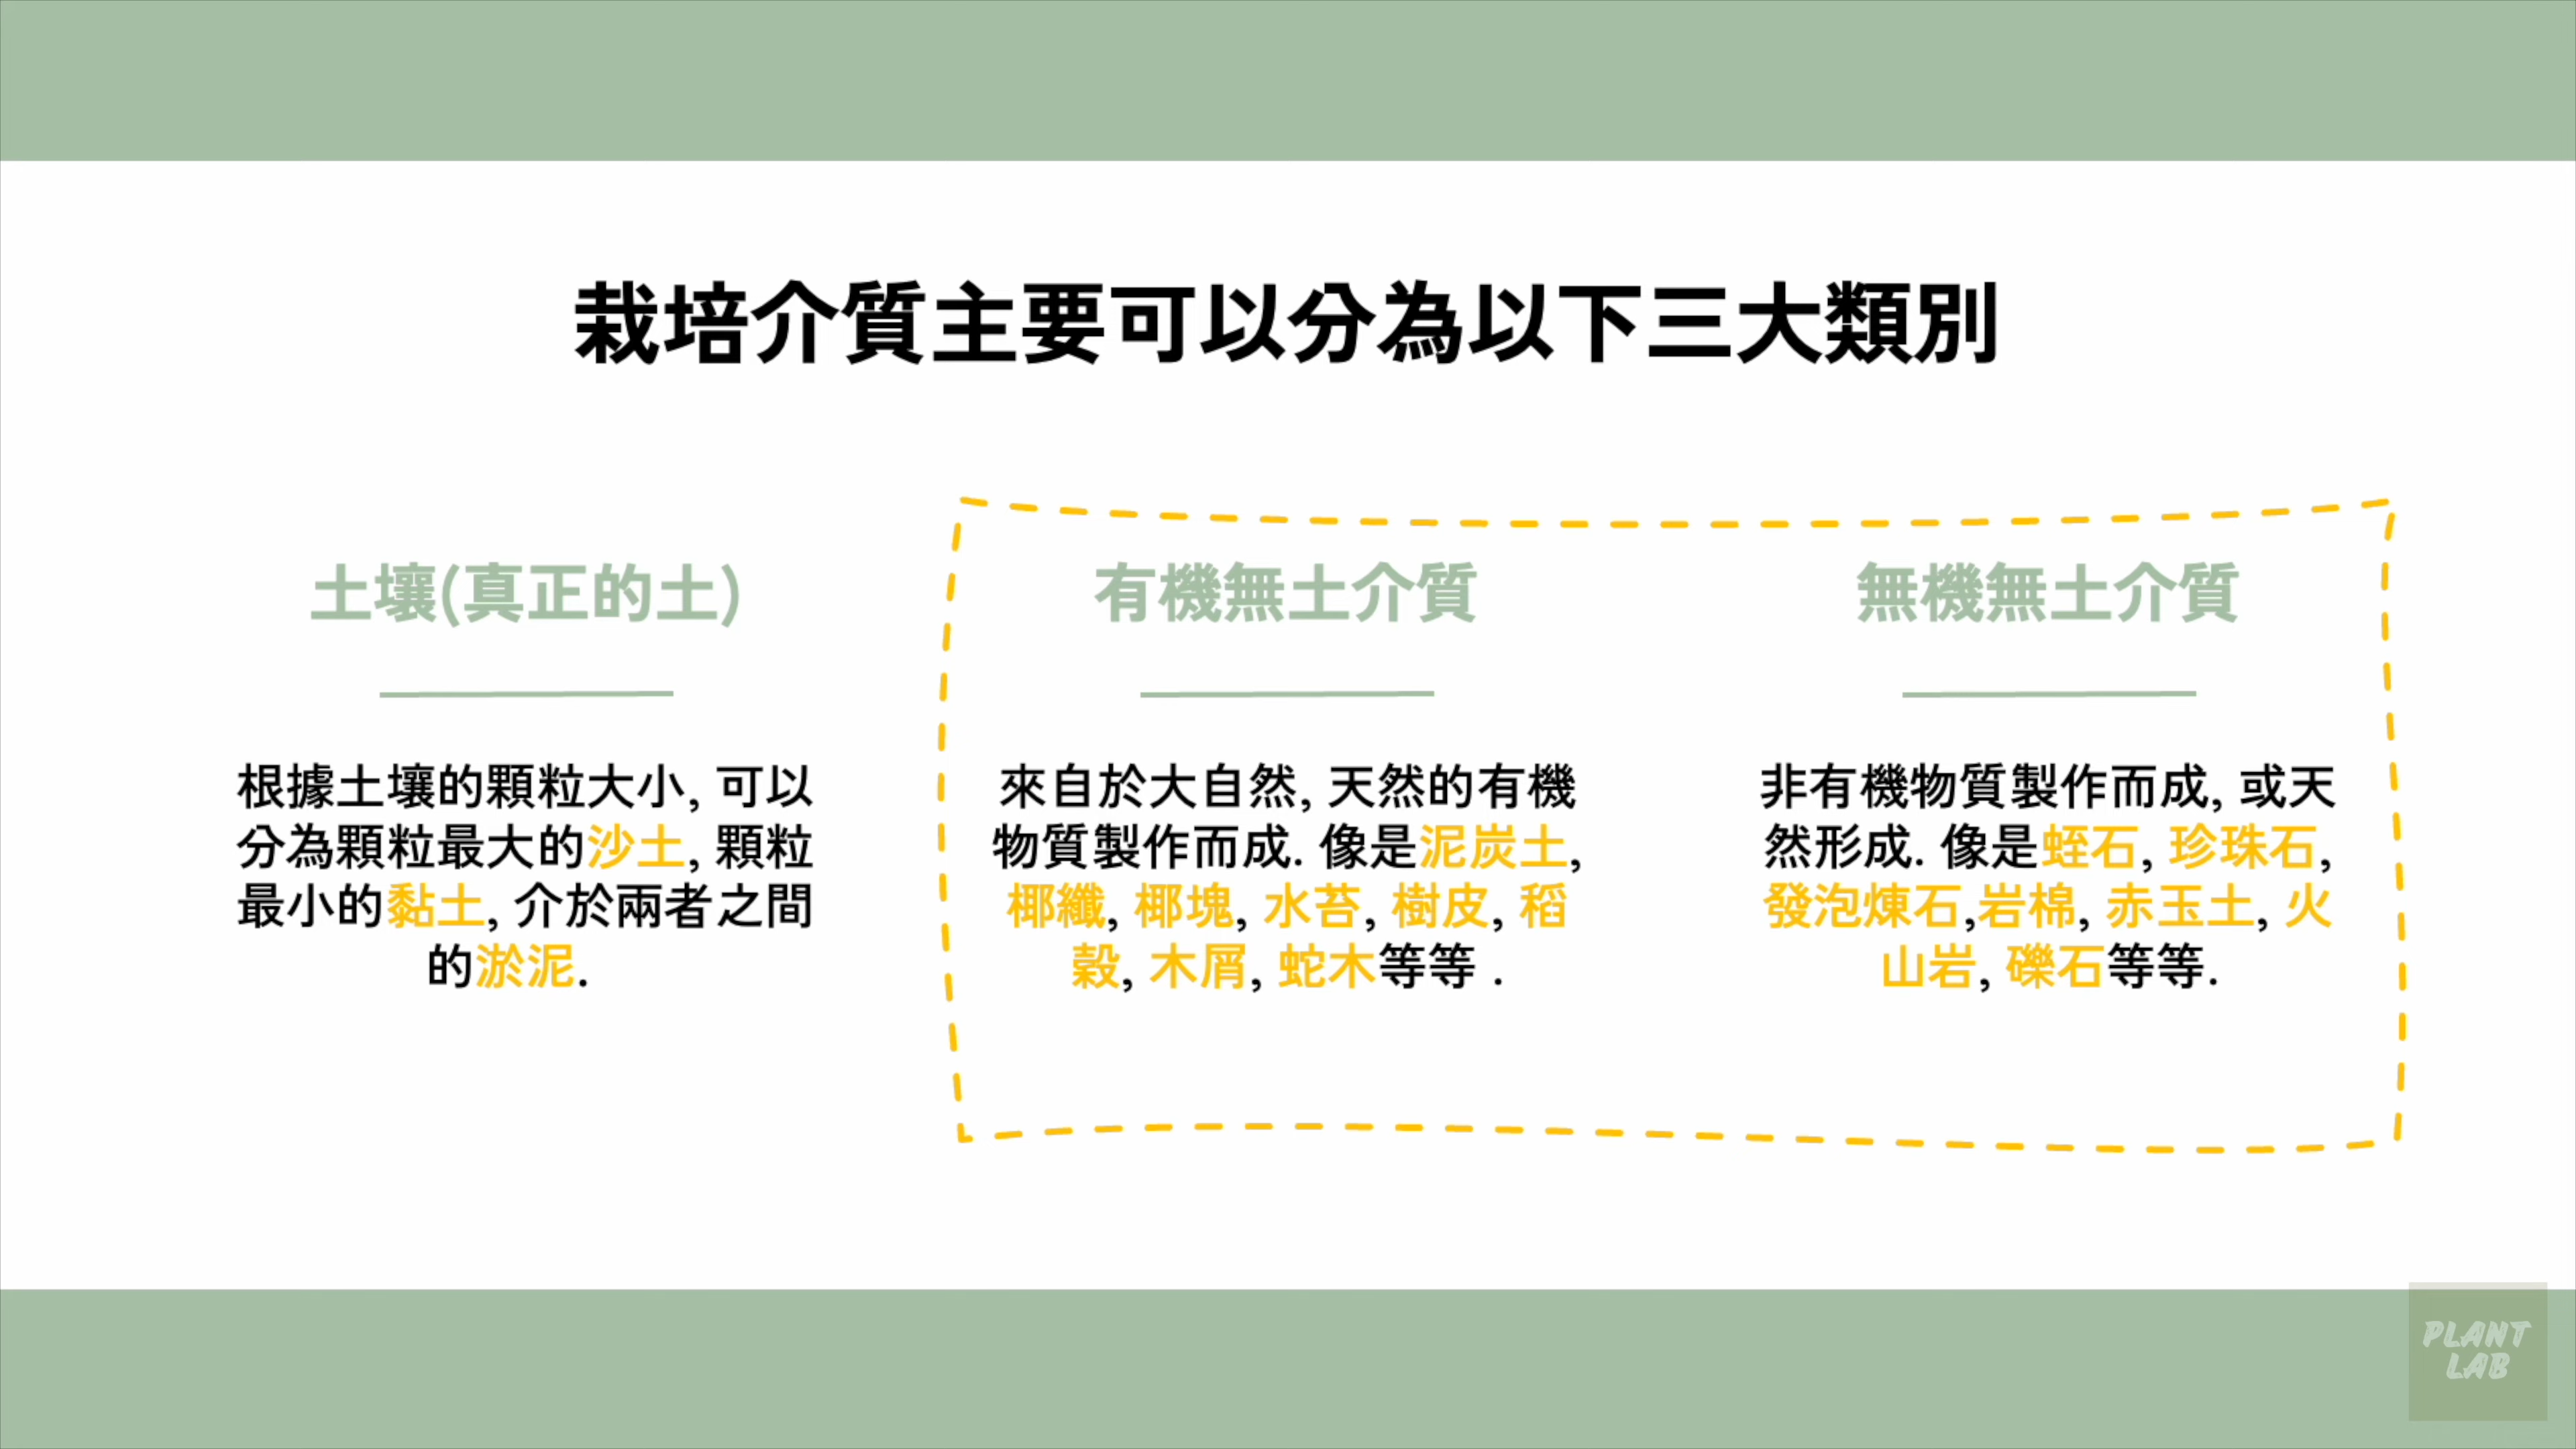 栽培介質主要可以分為以下三大類別
土壤(真正的土)
根據土壤的顆粒大小, 可以
分為顆粒最大的沙土, 顆粒
最小的黏土, 介於兩者之間
的淤泥.
有機無土介質
來自於大自然, 天然的有機
物質製作而成. 像是泥炭土,
椰纖, 椰塊, 水苔, 樹皮, 稻
穀, 木屑, 蛇木等等 .
無機無土介質
非有機物質製作而成, 或天
然形成. 像是蛭石, 珍珠石,
發泡煉石,岩棉, 赤玉土, 火
山岩, 礫石等等.
PLANT
LAB